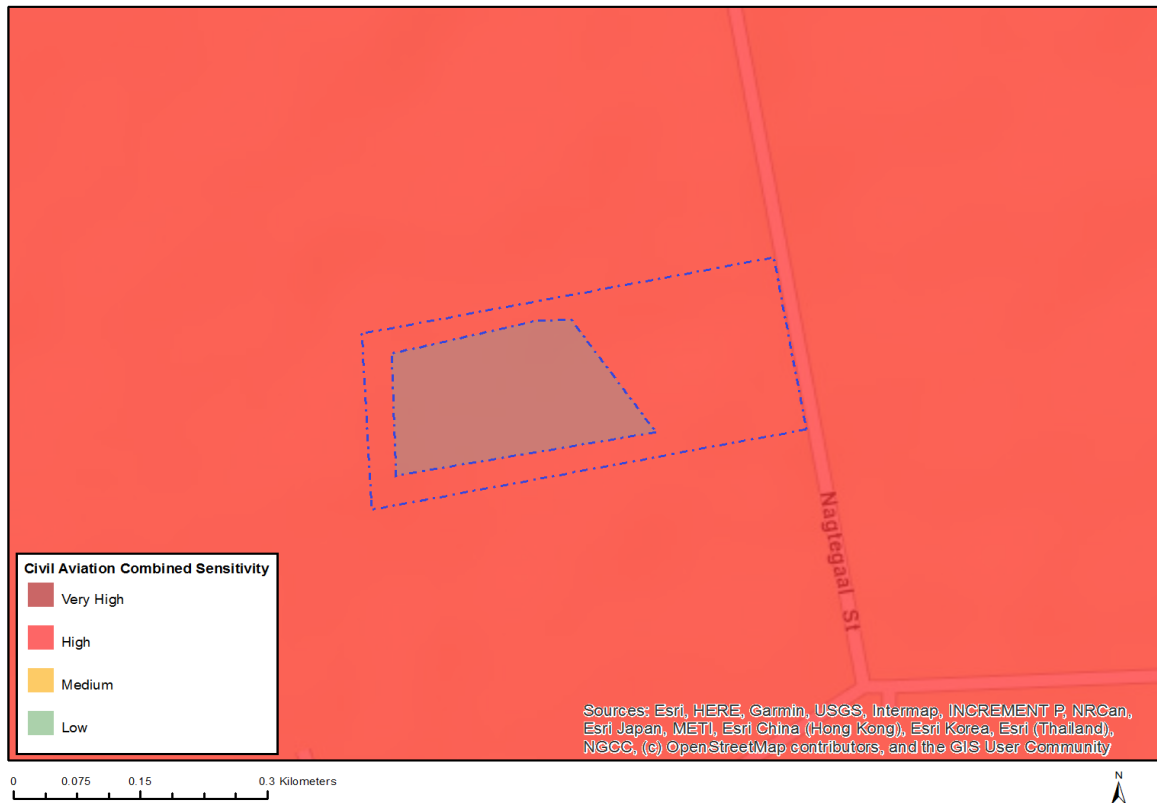 Nagtegaal St
Civil Aviation Combined Sensitivity
Very High
High
Medium
Low
Sources: Esri, HERE, Garmin, USGS, Intermap, INCREMENT P, NRCan,
Esri Japan, METI, Esri China (Hong Kong), Esri Korea, Esri (Thailand),
NGCC, (c) OpenStreetMap contributors, and the GIS User Community
0 0.075 0.15 0.3 Kilometers
N